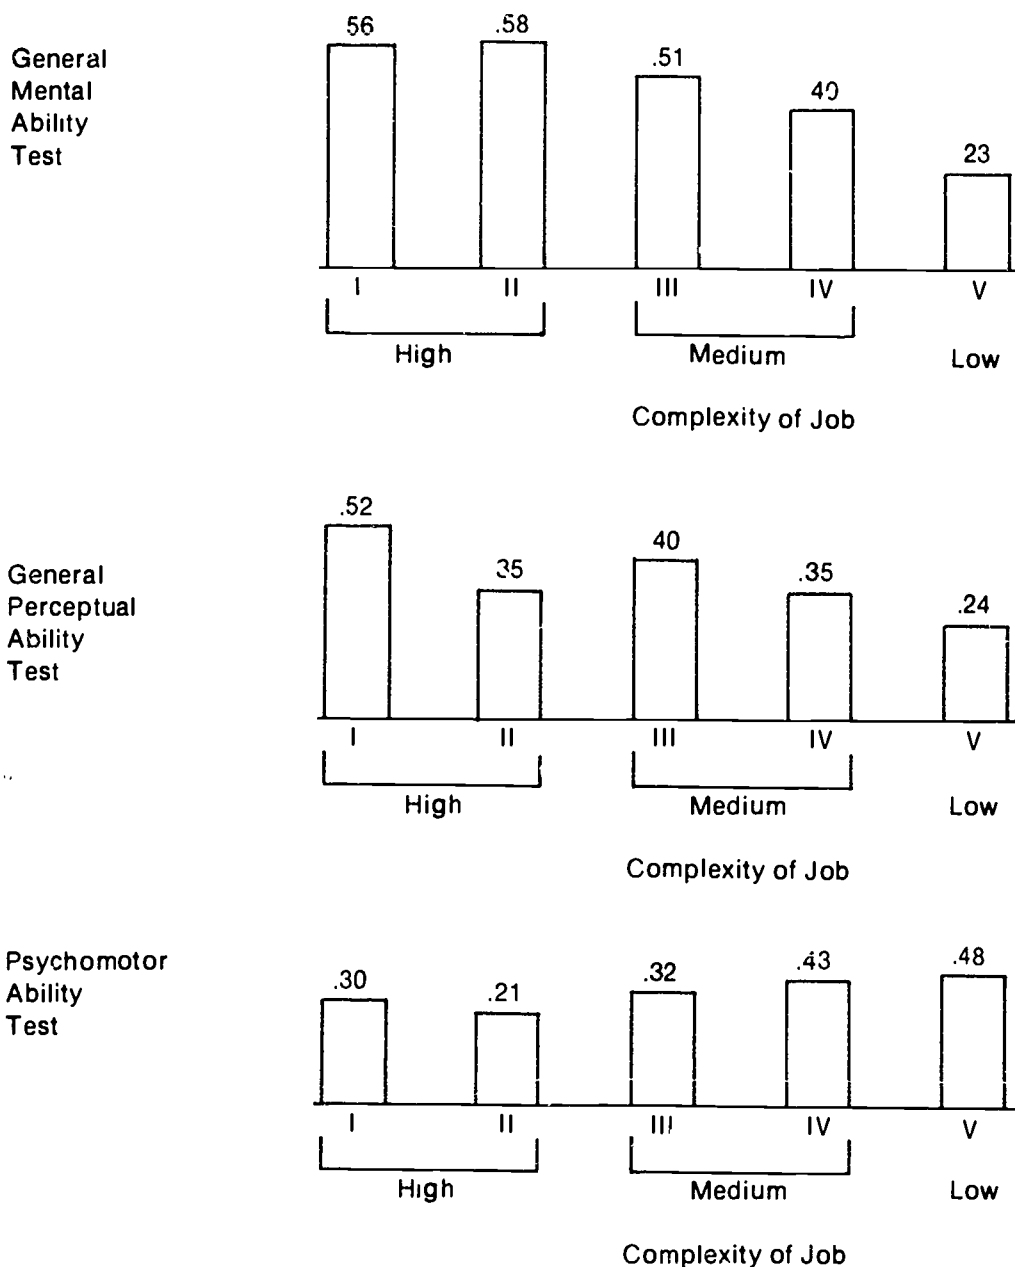 General
Mental
Ability
Test
56 .58 .51 40 23
I II III IV V
High Medium Low
Complexity of Job
General
Perceptual
Ability
Test
.52 35 40 .35 .24
I II III IV V
High Medium Low
Complexity of Job
Psychomotor
Ability
Test
.30 .21 .32 .43 .48
I II III IV V
High Medium Low
Complexity of Job